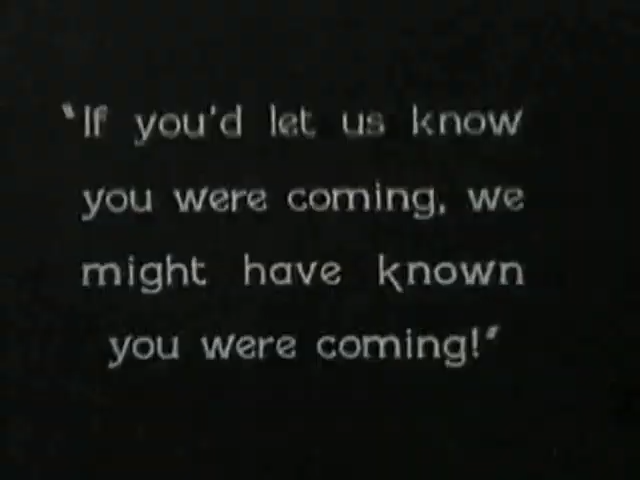 "If you'd let us know
you were coming, we
might have known
you were coming!"